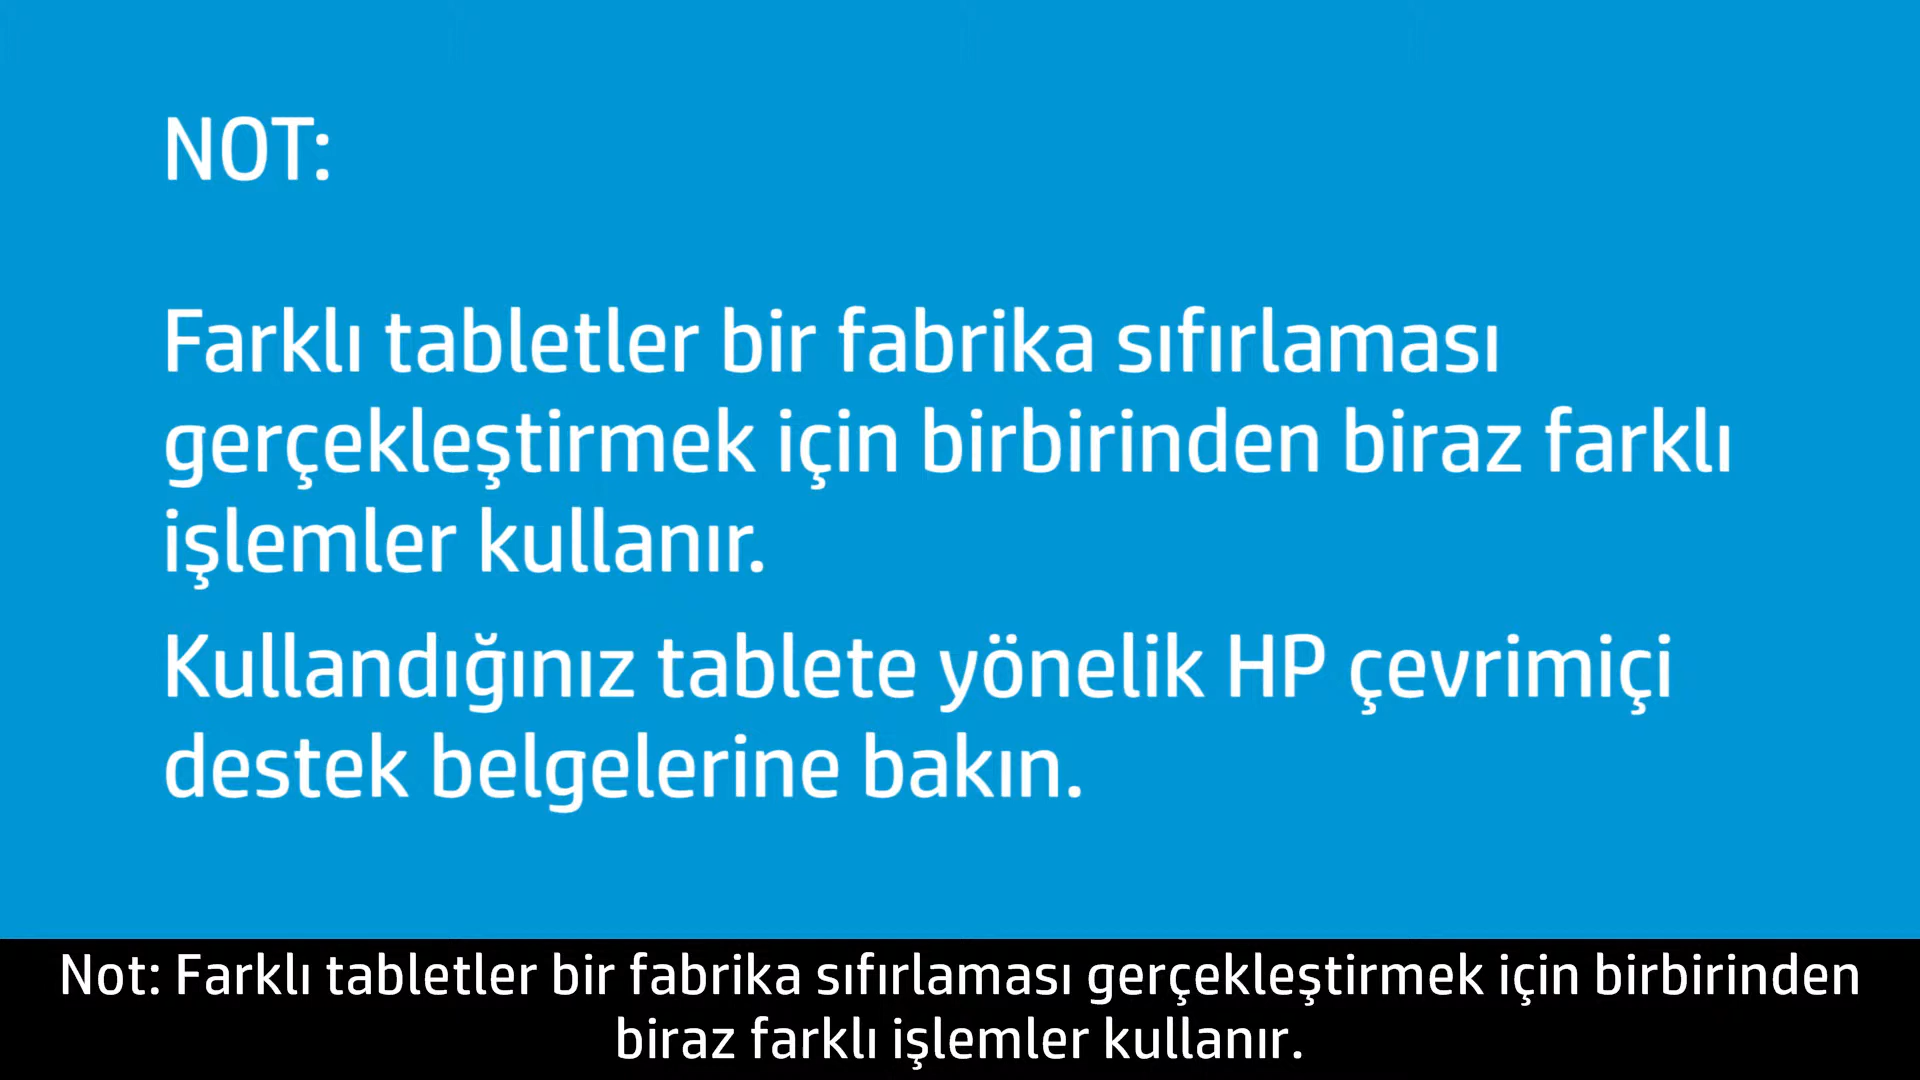 NOT:
Farklı tabletler bir fabrika sıfırlaması
gerçekleştirmek için birbirinden biraz farklı
işlemler kullanır.
Kullandığınız tablete yönelik HP çevrimiçi
destek belgelerine bakın.
Not: Farklı tabletler bir fabrika sıfırlaması gerçekleştirmek için birbirinden
biraz farklı işlemler kullanır.